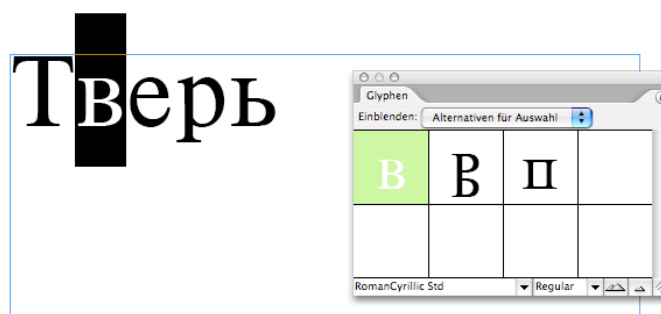 Тверь
Glyphen
Einblenden: Alternativen für Auswahl
в
RomanCyrillic Std Regular